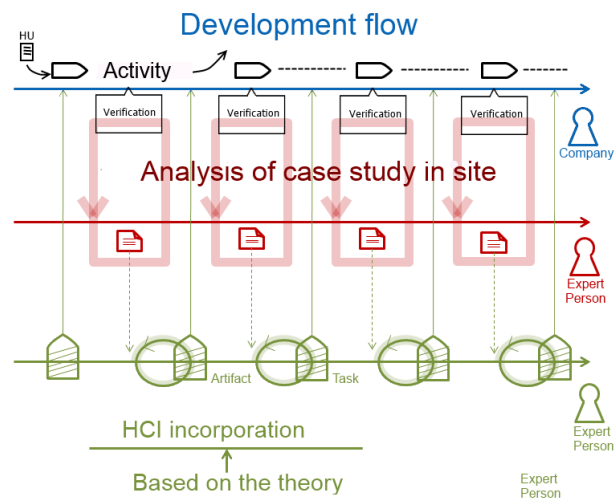 Development flow
HU
Activity
Verification
Verification
Verification
Verification
Company
Analysis of case study in site
Expert
Person
Artifact
Task
Expert
Person
HCI incorporation
Based on the theory
Expert
Person